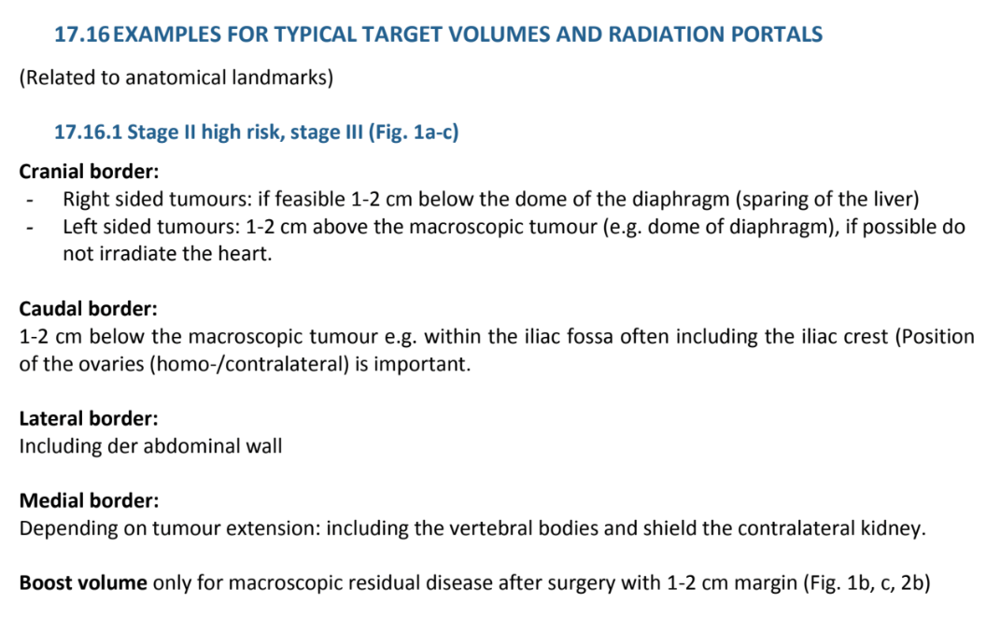 17.16 EXAMPLES FOR TYPICAL TARGET VOLUMES AND RADIATION PORTALS
(Related to anatomical landmarks)
17.16.1 Stage II high risk, stage III (Fig. 1a-c)
Cranial border:
- Right sided tumours: if feasible 1-2 cm below the dome of the diaphragm (sparing of the liver)
- Left sided tumours: 1-2 cm above the macroscopic tumour (e.g. dome of diaphragm), if possible do
not irradiate the heart.
Caudal border:
1-2 cm below the macroscopic tumour e.g. within the iliac fossa often including the iliac crest (Position
of the ovaries (homo-/contralateral) is important.
Lateral border:
Including der abdominal wall
Medial border:
Depending on tumour extension: including the vertebral bodies and shield the contralateral kidney.
Boost volume only for macroscopic residual disease after surgery with 1-2 cm margin (Fig. 1b, c, 2b)